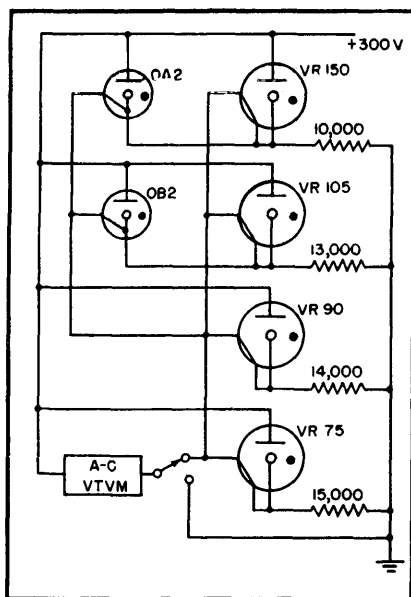 +300 V
OA2
VR 150
10,000
OB2
VR 105
13,000
VR 90
14,000
VR 75
A-C
VTVM
15,000